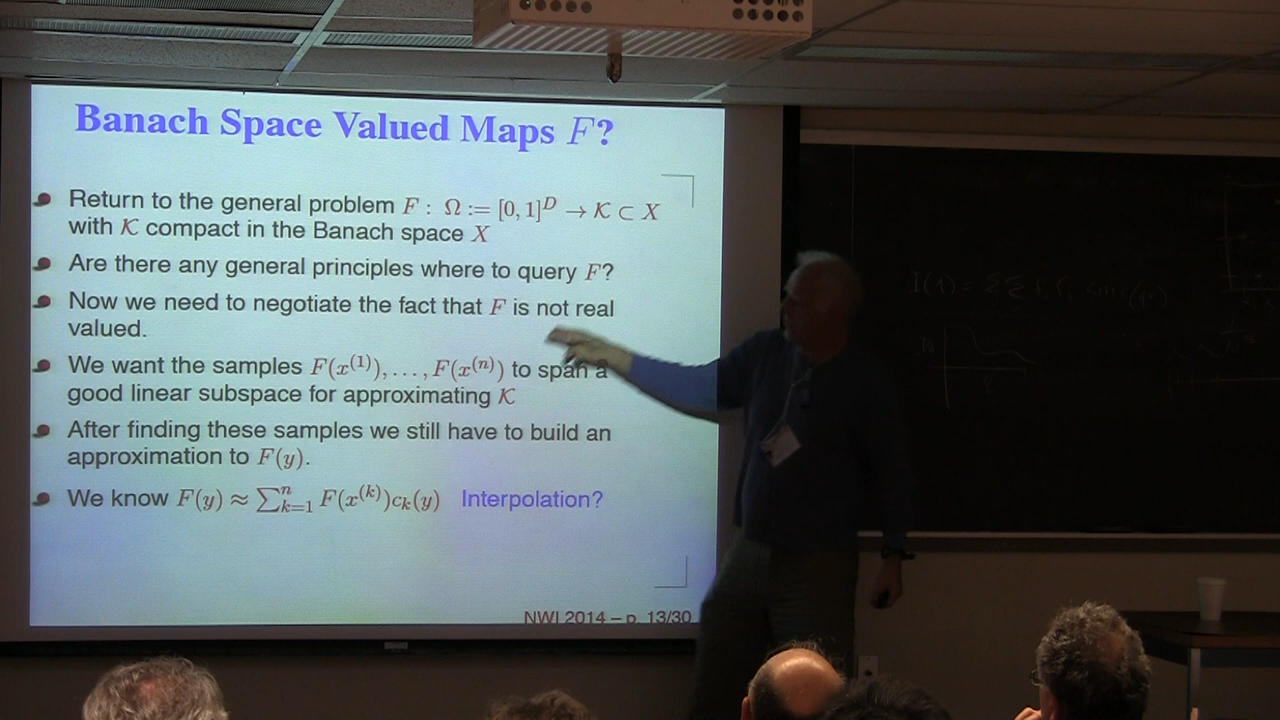 Banach Space Valued Maps F?
Return to the general problem F : Ω := [0, 1]^D → K ⊂ X
with K compact in the Banach space X
Are there any general principles where to query F?
Now we need to negotiate the fact that F is not real
valued.
We want the samples F(x^(1)), . . . , F(x^(n)) to span a
good linear subspace for approximating K
After finding these samples we still have to build an
approximation to F(y).
We know F(y) ≈ ∑_{k=1}^n F(x^(k))c_k(y) Interpolation?
NWI 2014 – p. 13/30